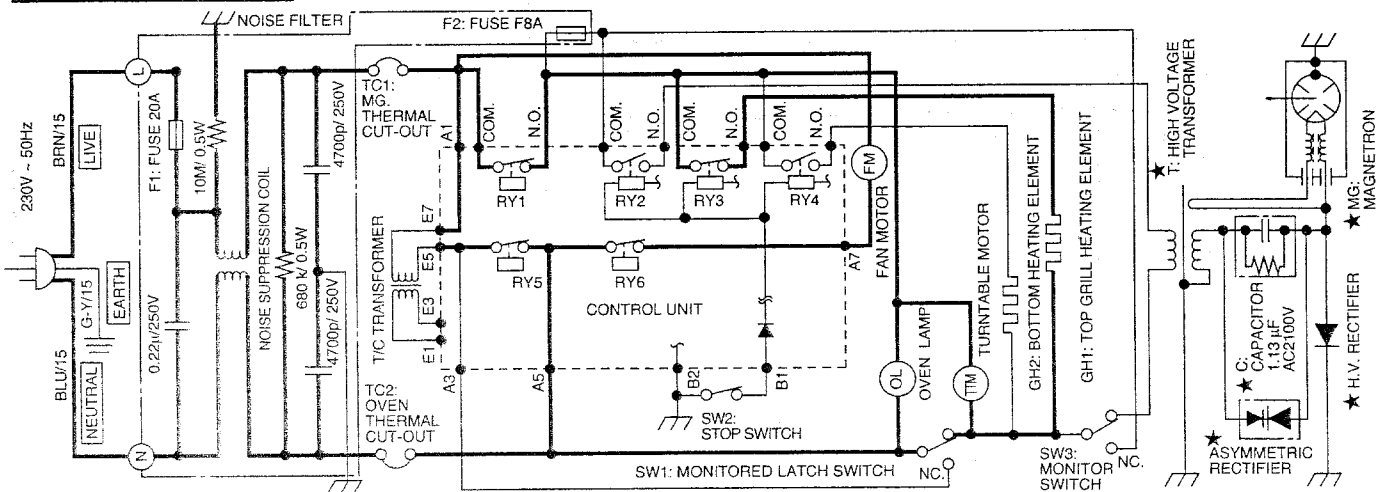 NOISE FILTER
F2: FUSE F8A
230V ~ 50Hz
BRN/15
LIVE
L
F1: FUSE 20A
10M/ 0.5W
4700p/ 250V
TC1:
MG.
THERMAL
CUT-OUT
A1
COM.
N.O.
COM.
N.O.
COM.
N.O.
COM.
N.O.
RY1
RY2
RY3
RY4
FM
FAN MOTOR
T: HIGH VOLTAGE
TRANSFORMER
MG:
MAGNETRON
G-Y/15
EARTH
NOISE SUPPRESSION COIL
680 k/ 0.5W
T/C TRANSFORMER
E7
E5
E3
E1
RY5
RY6
A7
CONTROL UNIT
0.22µ/250V
4700p/ 250V
BLU/15
NEUTRAL
N
TC2:
OVEN
THERMAL
CUT-OUT
A3
A5
B2
B1
SW2:
STOP SWITCH
OL
OVEN LAMP
TTM
TURNTABLE MOTOR
GH2: BOTTOM HEATING ELEMENT
GH1: TOP GRILL HEATING ELEMENT
C:
CAPACITOR
1.13 µF
AC2100V
H.V. RECTIFIER
SW1: MONITORED LATCH SWITCH
NC.
SW3:
MONITOR
SWITCH
NC.
ASYMMETRIC
RECTIFIER